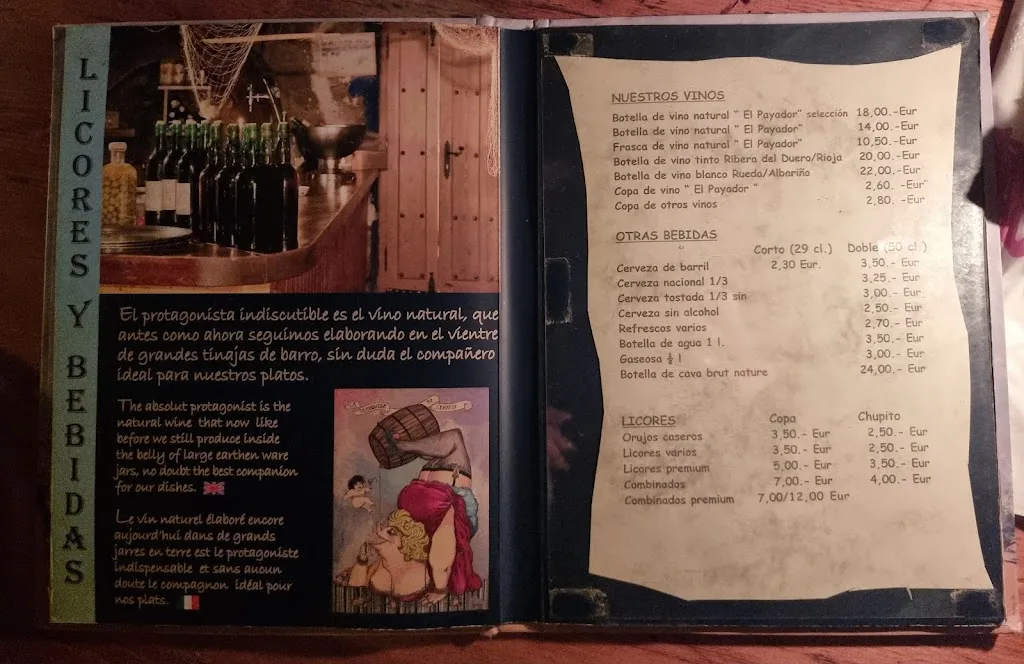 LICORES Y BEBIDAS
El protagonista indiscutible es el vino natural, que
antes como ahora seguimos elaborando en el vientre
de grandes tinajas de barro, sin duda el compañero
ideal para nuestros platos.
The absolut protagonist is the
natural wine that now like
before we still produce inside
the belly of large earthen ware
jars, no doubt the best companion
for our dishes.
Le vin naturel élaboré encore
aujourd'hui dans de grands
jarres en terre est le protagoniste
indispensable et sans aucun
doute le compagnon idéal pour
nos plats.
NUESTROS VINOS
Botella de vino natural " El Payador" selección 18,00.-Eur
Botella de vino natural " El Payador" 14,00.-Eur
Frasca de vino natural " El Payador" 10,50.-Eur
Botella de vino tinto Ribera del Duero/Rioja 20,00.-Eur
Botella de vino blanco Rueda/Albariño 22,00.-Eur
Copa de vino " El Payador " 2,60. -Eur
Copa de otros vinos 2,80. -Eur
OTRAS BEBIDAS
Corto (29 cl.) Doble (50 cl.)
Cerveza de barril 2,30 Eur. 3,50.- Eur
Cerveza nacional 1/3 3,25.- Eur
Cerveza tostada 1/3 sin 3,00.- Eur
Cerveza sin alcohol 2,50.- Eur
Refrescos varios 2,70.- Eur
Botella de agua 1 l. 3,50.- Eur
Gaseosa ½ l 3,00.- Eur
Botella de cava brut nature 24,00.- Eur
LICORES Copa Chupito
Orujos caseros 3,50.- Eur 2,50.- Eur
Licores varios 3,50.- Eur 2,50.- Eur
Licores premium 5,00.- Eur 3,50.- Eur
Combinados 7,00.- Eur 4,00.- Eur
Combinados premium 7,00/12,00 Eur